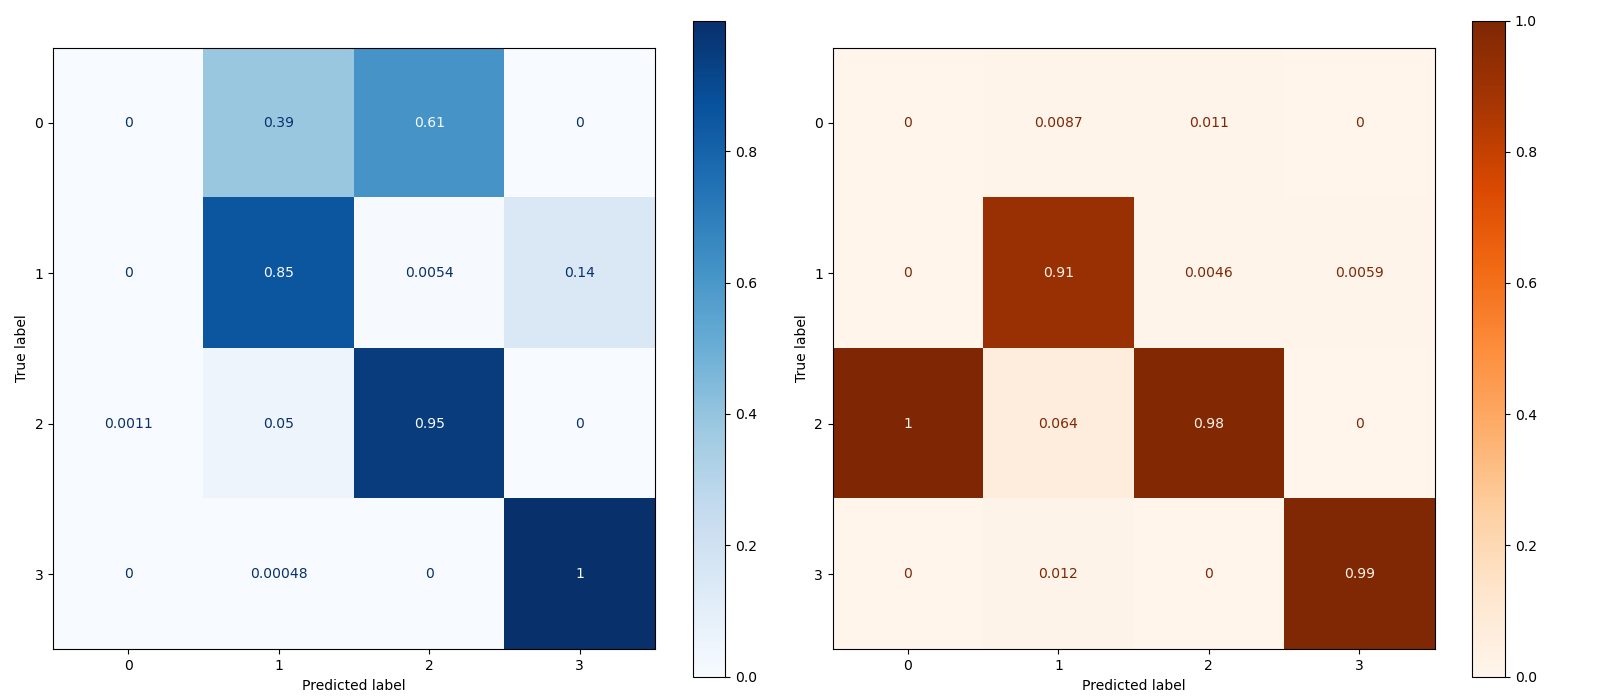 0 0 0.39 0.61 0
1 0 0.85 0.0054 0.14
2 0.0011 0.05 0.95 0
3 0 0.00048 0 1
0 1 2 3
True label
Predicted label
0.8
0.6
0.4
0.2
0.0
0 0 0.0087 0.011 0
1 0 0.91 0.0046 0.0059
2 1 0.064 0.98 0
3 0 0.012 0 0.99
0 1 2 3
True label
Predicted label
1.0
0.8
0.6
0.4
0.2
0.0